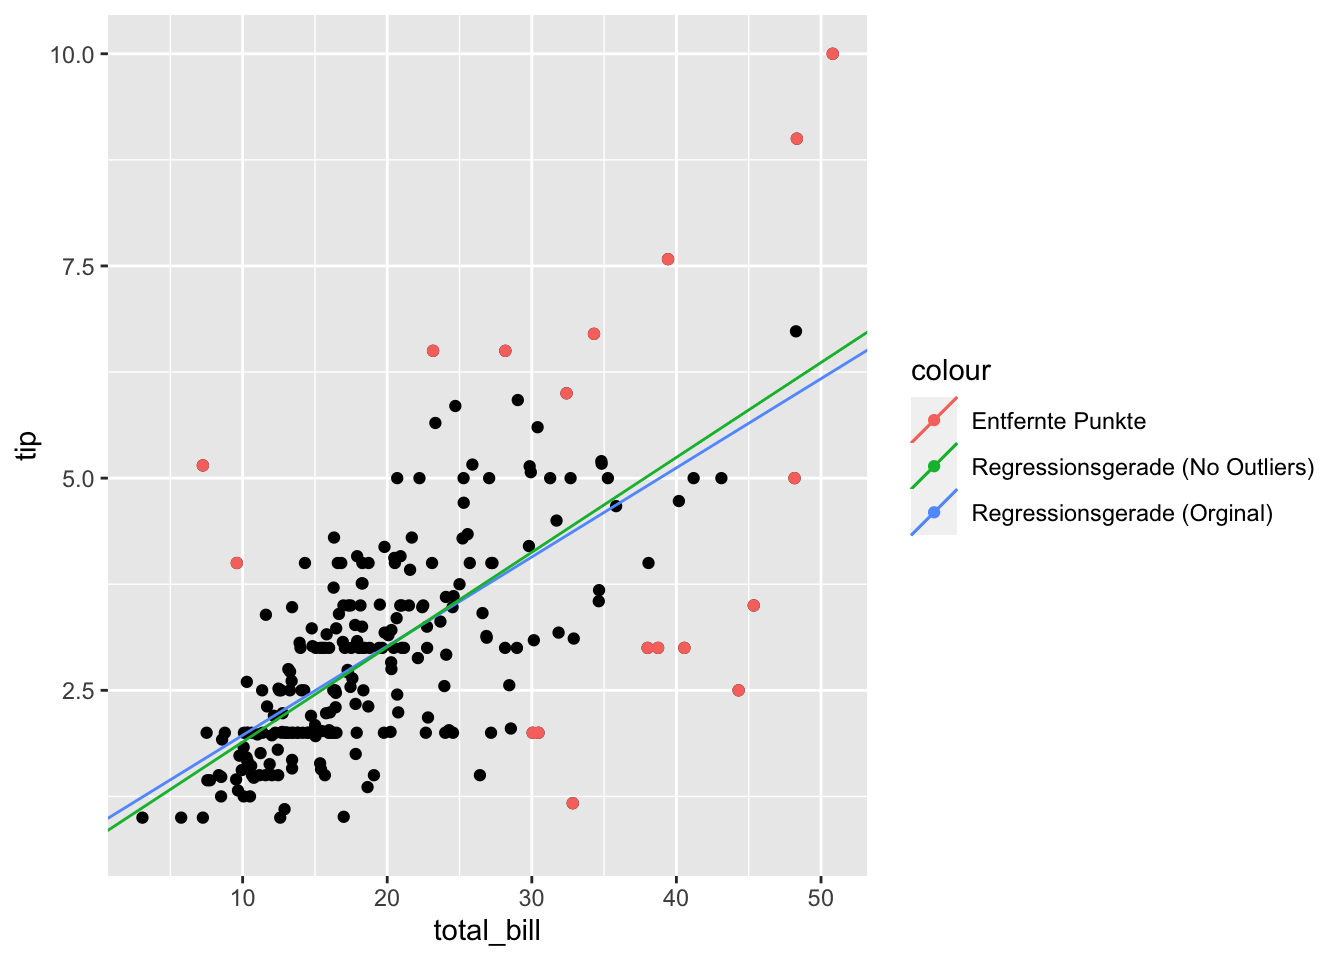 10.0
7.5
5.0
2.5
tip
10 20 30 40 50
total_bill
colour
Entfernte Punkte
Regressionsgerade (No Outliers)
Regressionsgerade (Orginal)